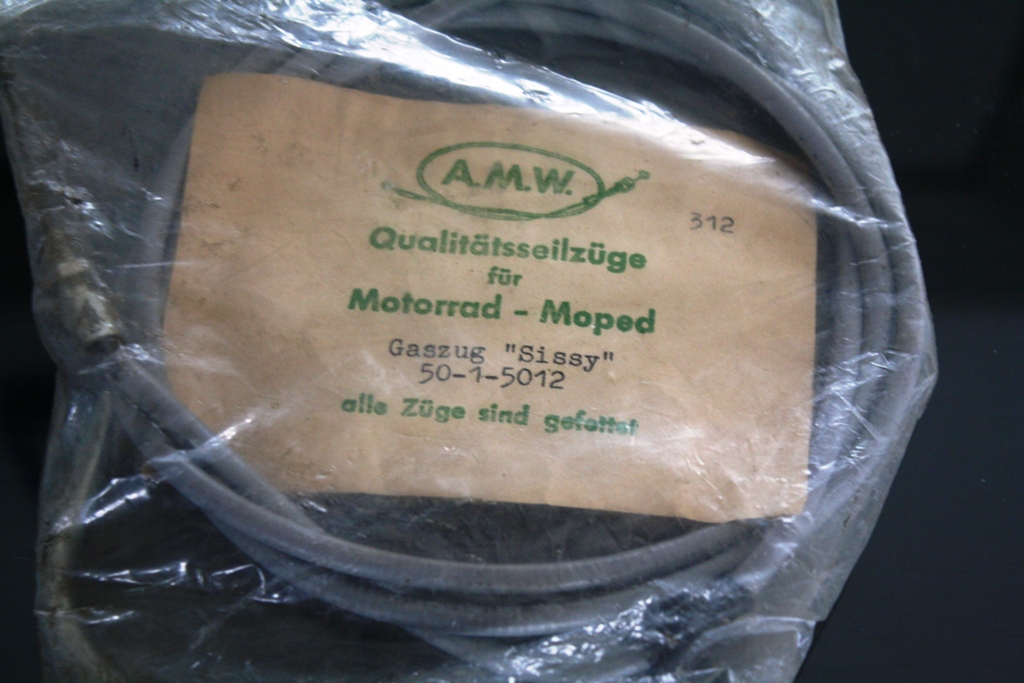 A.M.W.
312
Qualitätsseilzüge
für
Motorrad - Moped
Gaszug "Sissy"
50-1-5012
alle Züge sind gefettet